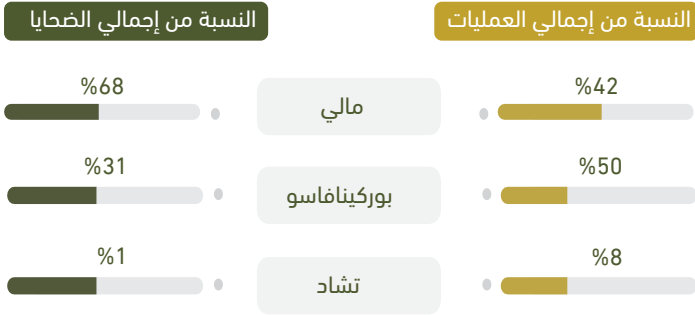 النسبة من إجمالي العمليات
النسبة من إجمالي الضحايا
%42
مالي
%68
%50
بوركينافاسو
%31
%8
تشاد
%1